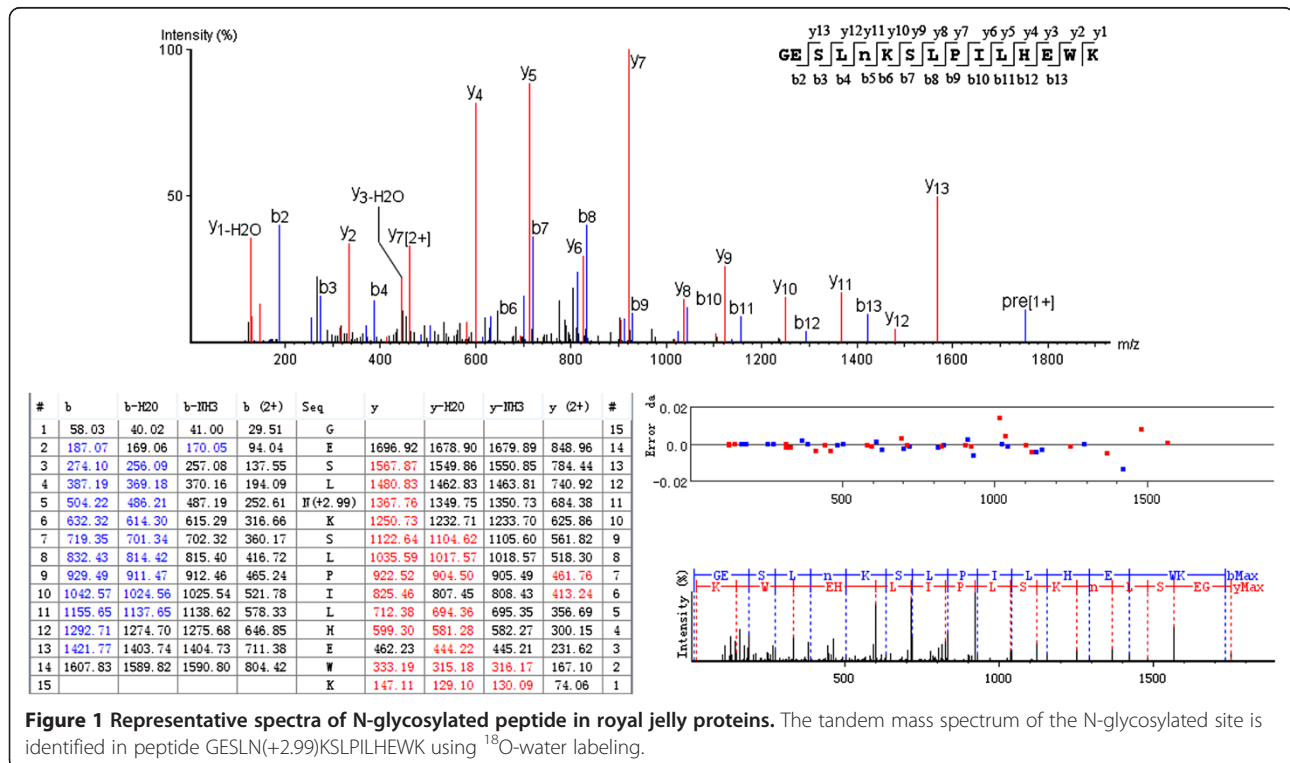 Intensity (%)
100
50
y1-H2O
b2
b3
y2
y3-H2O
b4
y7[2+]
y4
b6
y5
b7
y6
b8
y7
b9
y8
b10
y9
b11
y10
b12
y11
b13
y12
y13
pre[1+]
200 400 600 800 1000 1200 1400 1600 1800 m/z
y13 y12 y11 y10 y9 y8 y7 y6 y5 y4 y3 y2 y1
GE S L n K S L P I L H E W K
b2 b3 b4 b5 b6 b7 b8 b9 b10 b11 b12 b13
# b b-H2O b-NH3 b (2+) Seq y y-H2O y-NH3 y (2+) #
1 58.03 40.02 41.00 29.51 G 15
2 187.07 169.06 170.05 94.04 E 1696.92 1678.90 1679.89 848.96 14
3 274.10 256.09 257.08 137.55 S 1567.87 1549.86 1550.85 784.44 13
4 387.19 369.18 370.16 194.09 L 1480.83 1462.83 1463.81 740.92 12
5 504.22 486.21 487.19 252.61 N(+2.99) 1367.76 1349.75 1350.73 684.38 11
6 632.32 614.30 615.29 316.66 K 1250.73 1232.71 1233.70 625.86 10
7 719.35 701.34 702.32 360.17 S 1122.64 1104.62 1105.60 561.82 9
8 832.43 814.42 815.40 416.72 L 1035.59 1017.57 1018.57 518.30 8
9 929.49 911.47 912.46 465.24 P 922.52 904.50 905.49 461.76 7
10 1042.57 1024.56 1025.54 521.78 I 825.46 807.45 808.43 413.24 6
11 1155.65 1137.65 1138.62 578.33 L 712.38 694.36 695.35 356.69 5
12 1292.71 1274.70 1275.68 646.85 H 599.30 581.28 582.27 300.15 4
13 1421.77 1403.74 1404.73 711.38 E 462.23 444.22 445.21 231.62 3
14 1607.83 1589.82 1590.80 804.42 W 333.19 315.18 316.17 167.10 2
15 K 147.11 129.10 130.09 74.06 1
Error da
0.02
0.0
-0.02
500 1000 1500
Intensity (%)
GE S L n K S L P I L H E WK bMax
K W EH L I P L S K n L S EG yMax
500 1000 1500
Figure 1 Representative spectra of N-glycosylated peptide in royal jelly proteins. The tandem mass spectrum of the N-glycosylated site is
identified in peptide GESLN(+2.99)KSLPILHEWK using 18O-water labeling.